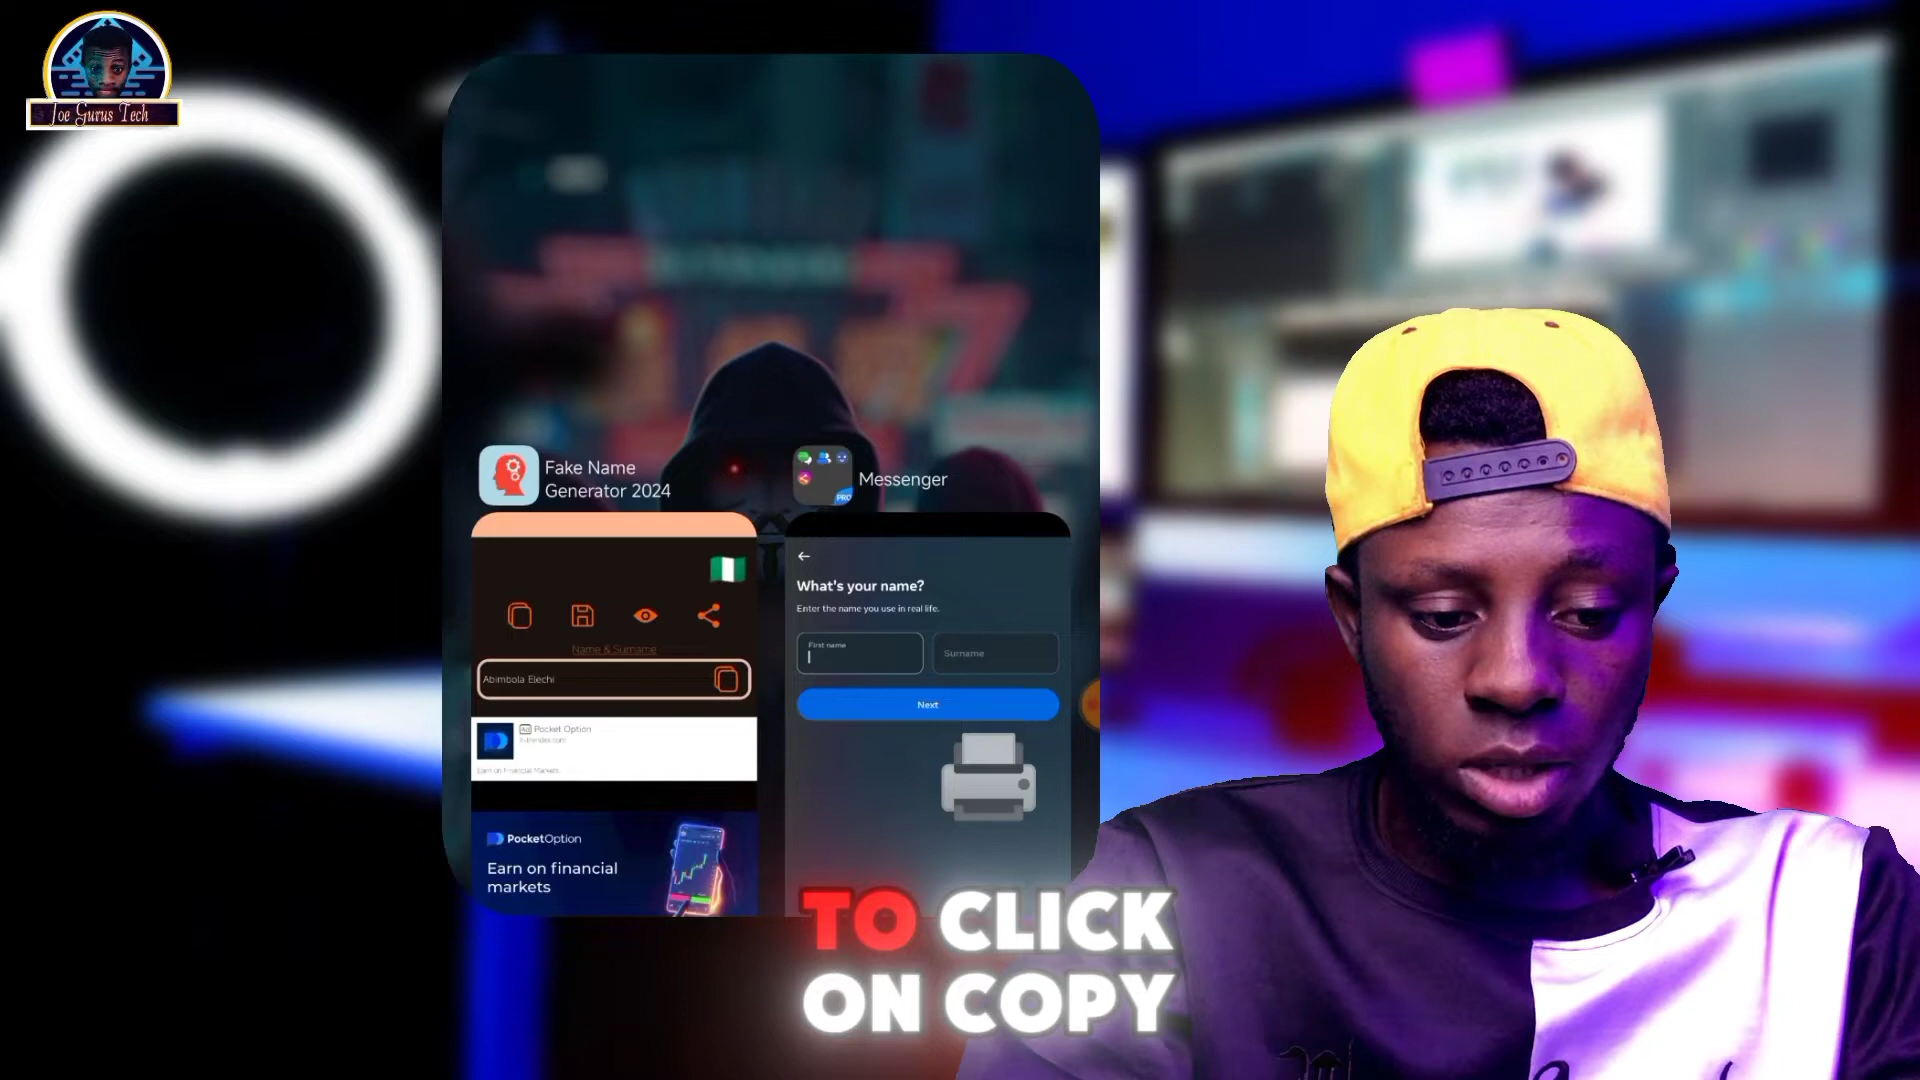 Joe Gurus Tech
Fake Name
Generator 2024
Messenger
PRO
What's your name?
Enter the name you use in real life.
Name & Surname
First name
Surname
Abimbola Elechi
Next
Ad Pocket Option
Earn on Financial Markets
PocketOption
Earn on financial
markets
TO CLICK
ON COPY